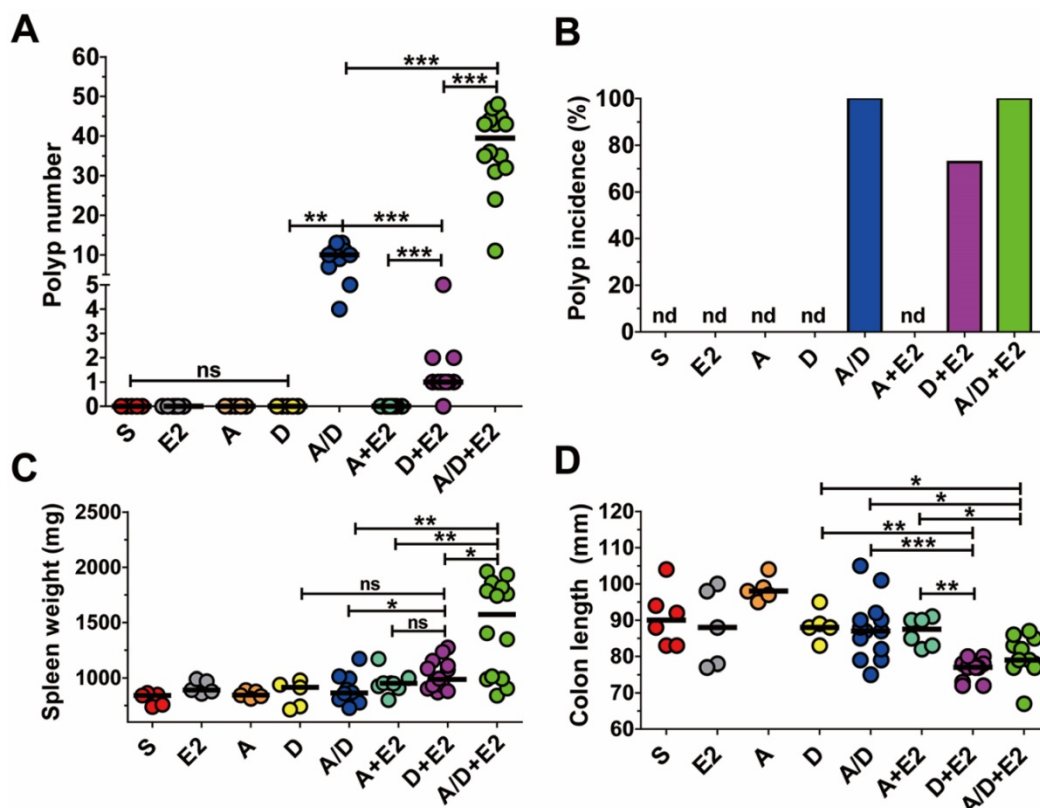 A
Polyp number
60
50
40
30
20
10
5
4
3
2
1
0
***
***
** ***
***
ns
S E2 A D A/D A+E2 D+E2 A/D+E2
B
Polyp incidence (%)
100
80
60
40
20
0
nd nd nd nd nd
S E2 A D A/D A+E2 D+E2 A/D+E2
C
Spleen weight (mg)
2500
2000
1500
1000
**
**
*
ns
*
ns
S E2 A D A/D A+E2 D+E2 A/D+E2
D
Colon length (mm)
120
110
100
90
80
70
60
*
*
*
**
***
**
S E2 A D A/D A+E2 D+E2 A/D+E2